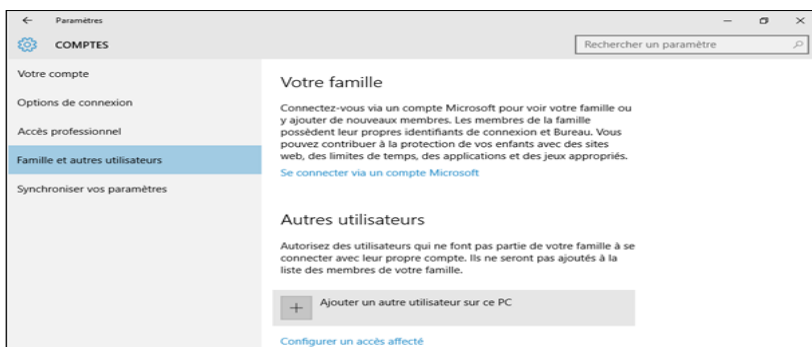 Paramètres
COMPTES
Rechercher un paramètre
Votre compte
Options de connexion
Accès professionnel
Famille et autres utilisateurs
Synchroniser vos paramètres
Votre famille
Connectez-vous via un compte Microsoft pour voir votre famille ou
y ajouter de nouveaux membres. Les membres de la famille
possèdent leur propres identifiants de connexion et Bureau. Vous
pouvez contribuer à la protection de vos enfants avec des sites
web, des limites de temps, des applications et des jeux appropriés.
Se connecter via un compte Microsoft
Autres utilisateurs
Autorisez des utilisateurs qui ne font pas partie de votre famille à se
connecter avec leur propre compte. Ils ne seront pas ajoutés à la
liste des membres de votre famille.
Ajouter un autre utilisateur sur ce PC
Configurer un accès affecté